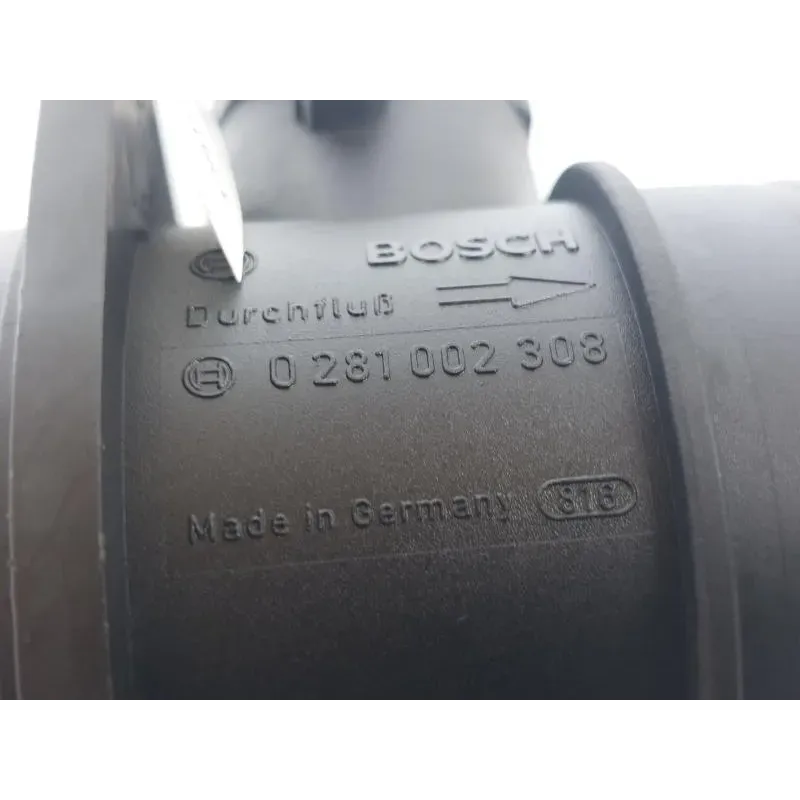 BOSCH
Durchfluß
0 281 002 308
Made in Germany 816